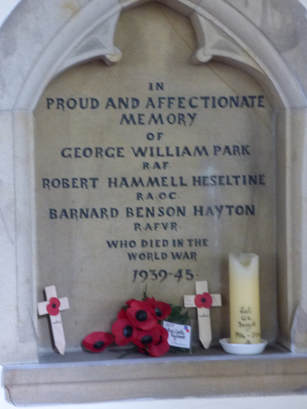 IN
PROUD AND AFFECTIONATE
MEMORY
OF
GEORGE WILLIAM PARK
RAF
ROBERT HAMMELL HESELTINE
RAOC
BARNARD BENSON HAYTON
RAFVR
WHO DIED IN THE
WORLD WAR
1939-45.